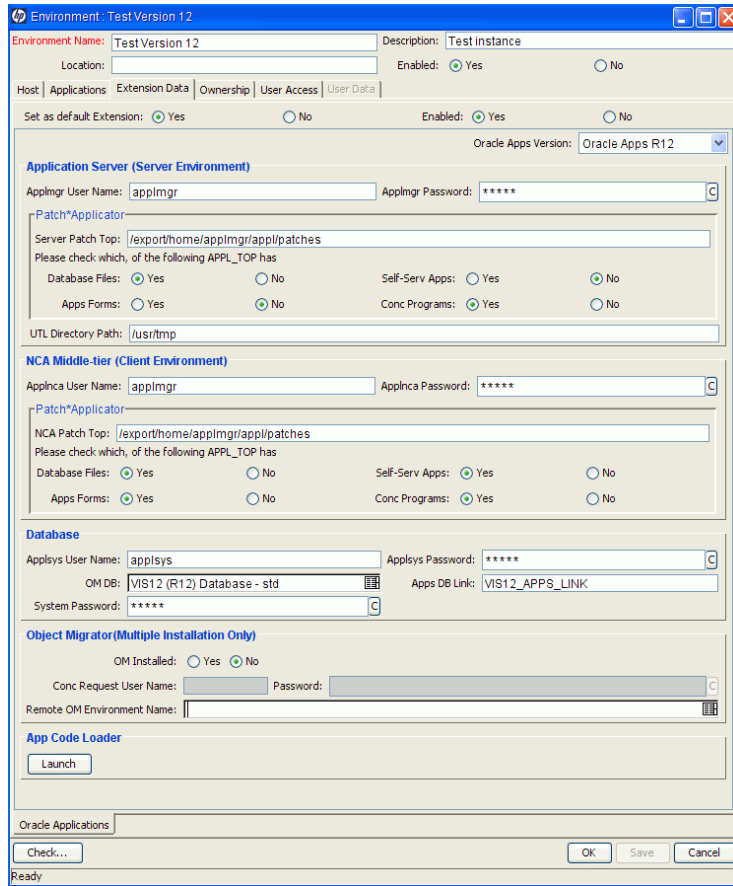 Environment : Test Version 12
Environment Name: Test Version 12 Description: Test instance
Location: Enabled: Yes No
Host Applications Extension Data Ownership User Access User Data
Set as default Extension: Yes No Enabled: Yes No
Oracle Apps Version: Oracle Apps R12
Application Server (Server Environment)
Applmgr User Name: applmgr Applmgr Password: ***** C
Patch*Applicator
Server Patch Top: /export/home/applmgr/appl/patches
Please check which, of the following APPL_TOP has
Database Files: Yes No Self-Serv Apps: Yes No
Apps Forms: Yes No Conc Programs: Yes No
UTL Directory Path: /usr/tmp
NCA Middle-tier (Client Environment)
Applnca User Name: applmgr Applnca Password: ***** C
Patch*Applicator
NCA Patch Top: /export/home/applmgr/appl/patches
Please check which, of the following APPL_TOP has
Database Files: Yes No Self-Serv Apps: Yes No
Apps Forms: Yes No Conc Programs: Yes No
Database
Applsys User Name: applsys Applsys Password: ***** C
OM DB: VIS12 (R12) Database - std Apps DB Link: VIS12_APPS_LINK
System Password: ***** C
Object Migrator(Multiple Installation Only)
OM Installed: Yes No
Conc Request User Name: Password: C
Remote OM Environment Name:
App Code Loader
Launch
Oracle Applications
Check... OK Save Cancel
Ready